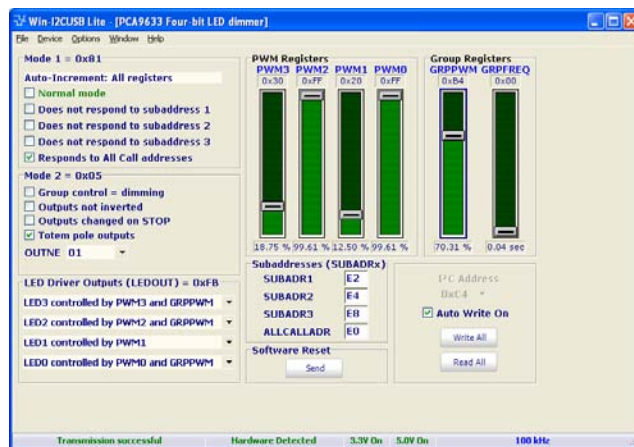 Win-I2CUSB Lite - [PCA9633 Four-bit LED dimmer]
File Device Options Window Help
Mode 1 = 0x81
Auto-Increment: All registers
Normal mode
Does not respond to subaddress 1
Does not respond to subaddress 2
Does not respond to subaddress 3
Responds to All Call addresses
Mode 2 = 0x05
Group control = dimming
Outputs not inverted
Outputs changed on STOP
Totem pole outputs
OUTNE 01
LED Driver Outputs (LEDOUT) = 0xFB
LED3 controlled by PWM3 and GRPPWM
LED2 controlled by PWM2 and GRPPWM
LED1 controlled by PWM1
LED0 controlled by PWM0 and GRPPWM
PWM Registers
PWM3 PWM2 PWM1 PWM0
0x30 0xFF 0x20 0xFF
18.75 % 99.61 % 12.50 % 99.61 %
Group Registers
GRPPWM GRPFREQ
0xB4 0x00
70.31 % 0.04 sec
Subaddresses (SUBADRx)
SUBADR1 E2
SUBADR2 E4
SUBADR3 E8
ALLCALLADR E0
Software Reset
Send
I²C Address
0xC4
Auto Write On
Write All
Read All
Transmission successful Hardware Detected 3.3V On 5.0V On 100 kHz